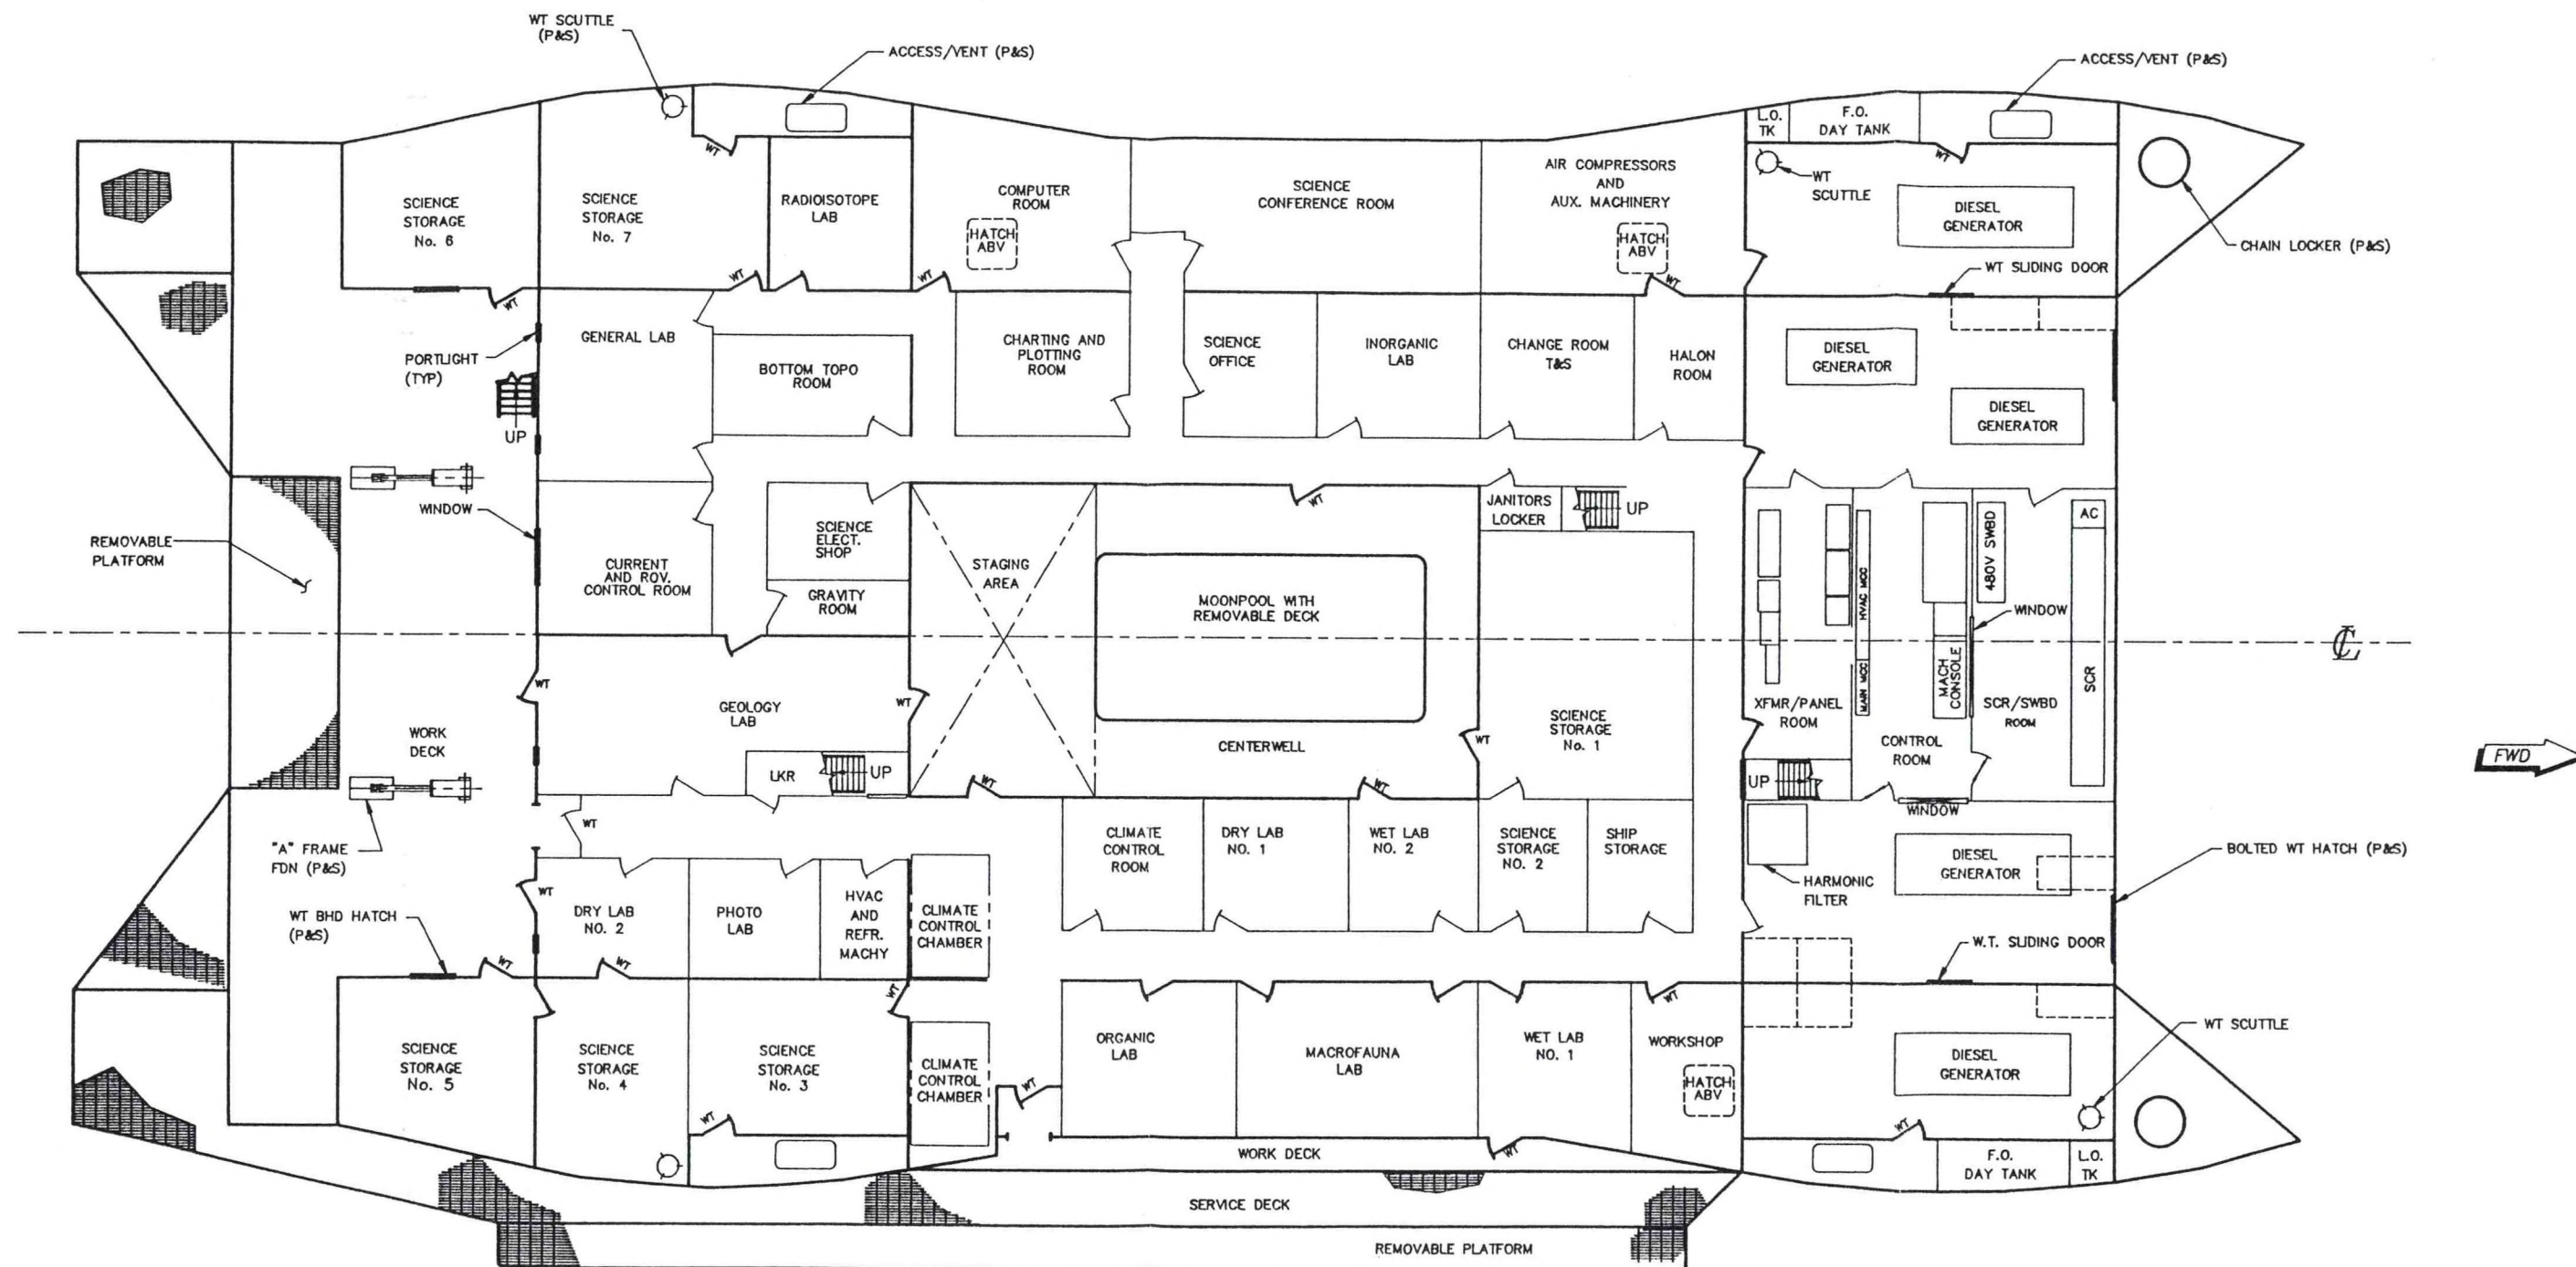 WT SCUTTLE
(P&S)
ACCESS/VENT (P&S)
ACCESS/VENT (P&S)
L.O.
TK
F.O.
DAY TANK
WT
SCIENCE
STORAGE
No. 6
SCIENCE
STORAGE
No. 7
RADIOISOTOPE
LAB
COMPUTER
ROOM
HATCH
ABV
SCIENCE
CONFERENCE ROOM
AIR COMPRESSORS
AND
AUX. MACHINERY
HATCH
ABV
WT
WT
SCUTTLE
DIESEL
GENERATOR
CHAIN LOCKER (P&S)
WT SLIDING DOOR
WT
WT
WT
WT
PORTLIGHT
(TYP)
UP
GENERAL LAB
BOTTOM TOPO
ROOM
CHARTING AND
PLOTTING
ROOM
SCIENCE
OFFICE
INORGANIC
LAB
CHANGE ROOM
T&S
HALON
ROOM
DIESEL
GENERATOR
DIESEL
GENERATOR
WINDOW
REMOVABLE
PLATFORM
CURRENT
AND ROV.
CONTROL ROOM
SCIENCE
ELECT.
SHOP
GRAVITY
ROOM
STAGING
AREA
WT
MOONPOOL WITH
REMOVABLE DECK
JANITORS
LOCKER
UP
HVAC MCC
MAIN MCC
480V SWBD
AC
WINDOW
MACH
CONSOLE
SCR
CL
WT
GEOLOGY
LAB
WT
WORK
DECK
LKR
UP
CENTERWELL
WT
SCIENCE
STORAGE
No. 1
XFMR/PANEL
ROOM
CONTROL
ROOM
SCR/SWBD
ROOM
UP
FWD
WT
WT
WINDOW
"A" FRAME
FDN (P&S)
WT
CLIMATE
CONTROL
ROOM
DRY LAB
NO. 1
WET LAB
NO. 2
SCIENCE
STORAGE
NO. 2
SHIP
STORAGE
HARMONIC
FILTER
DIESEL
GENERATOR
BOLTED WT HATCH (P&S)
WT BHD HATCH
(P&S)
WT
DRY LAB
NO. 2
PHOTO
LAB
HVAC
AND
REFR.
MACHY
CLIMATE
CONTROL
CHAMBER
W.T. SLIDING DOOR
WT
WT
WT
WT
SCIENCE
STORAGE
No. 5
SCIENCE
STORAGE
No. 4
SCIENCE
STORAGE
No. 3
CLIMATE
CONTROL
CHAMBER
WT
ORGANIC
LAB
MACROFAUNA
LAB
WET LAB
NO. 1
WORKSHOP
HATCH
ABV
DIESEL
GENERATOR
WT SCUTTLE
WT
WT
WORK DECK
WT
F.O.
DAY TANK
L.O.
TK
SERVICE DECK
REMOVABLE PLATFORM